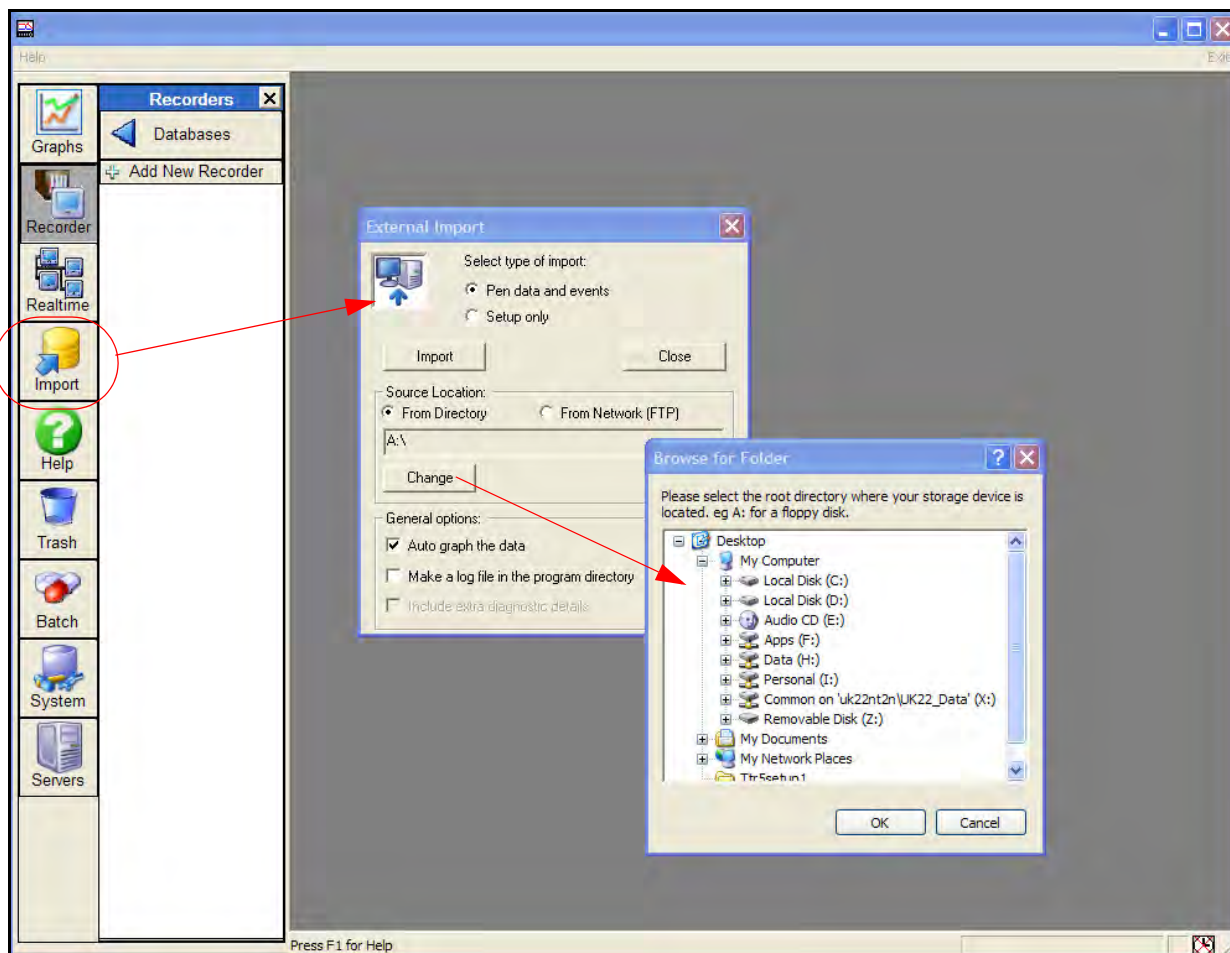 Help
Exit
Graphs
Recorder
Realtime
Import
Help
Trash
Batch
System
Servers
Recorders
Databases
Add New Recorder
External Import
Select type of import:
Pen data and events
Setup only
Import
Close
Source Location:
From Directory
From Network (FTP)
A:\
Change
General options:
Auto graph the data
Make a log file in the program directory
Include extra diagnostic details
Browse for Folder
Please select the root directory where your storage device is
located. eg A: for a floppy disk.
Desktop
My Computer
Local Disk (C:)
Local Disk (D:)
Audio CD (E:)
Apps (F:)
Data (H:)
Personal (I:)
Common on 'uk22nt2n\UK22_Data' (X:)
Removable Disk (Z:)
My Documents
My Network Places
Ttr5setup1
OK
Cancel
Press F1 for Help